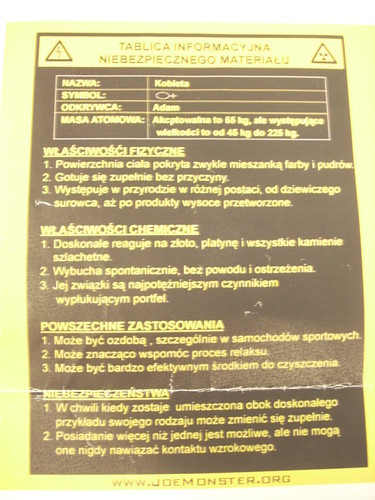 TABLICA INFORMACYJNA
NIEBEZPIECZNEGO MATERIAŁU
NAZWA: Kobieta
SYMBOL:
ODKRYWCA: Adam
MASA ATOMOWA: Akceptowalna to 55 kg, ale występujące
wielkości to od 45 kg do 225 kg.
WŁAŚCIWOŚCI FIZYCZNE
1. Powierzchnia ciała pokryta zwykle mieszanką farby i pudrów.
2. Gotuje się zupełnie bez przyczyny.
3. Występuje w przyrodzie w różnej postaci, od dziewiczego
surowca, aż po produkty wysoce przetworzone.
WŁAŚCIWOŚCI CHEMICZNE
1. Doskonale reaguje na złoto, platynę i wszystkie kamienie
szlachetne.
2. Wybucha spontanicznie, bez powodu i ostrzeżenia.
3. Jej związki są najpotężniejszym czynnikiem
wypłukującym portfel.
POWSZECHNE ZASTOSOWANIA
1. Może być ozdobą , szczególnie w samochodów sportowych.
2. Może znacząco wspomóc proces relaksu.
3. Może być bardzo efektywnym środkiem do czyszczenia.
NIEBEZPIECZEŃSTWA
1. W chwili kiedy zostaje umieszczona obok doskonałego
przykładu swojego rodzaju może zmienić się zupełnie.
2. Posiadanie więcej niż jednej jest możliwe, ale nie mogą
one nigdy nawiązać kontaktu wzrokowego.
WWW.JOEMONSTER.ORG